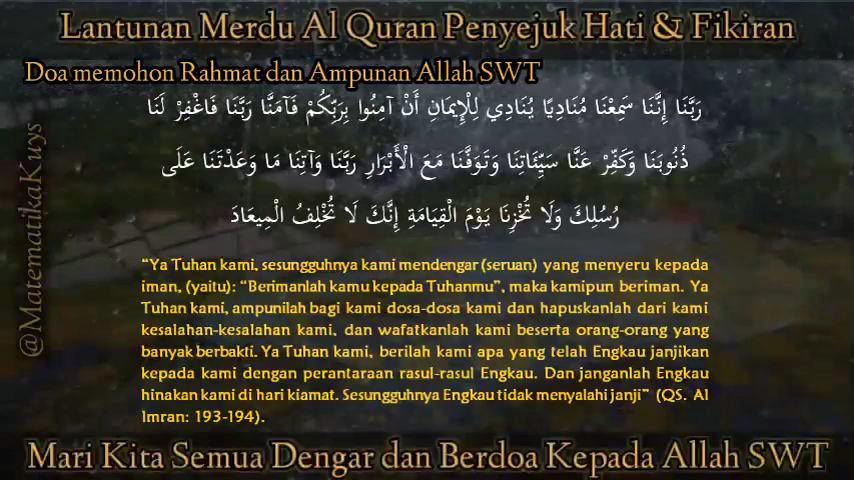 Lantunan Merdu Al Quran Penyejuk Hati & Fikiran
Doa memohon Rahmat dan Ampunan Allah SWT
رَبَّنَا إِنَّنَا سَمِعْنَا مُنَادِيًا يُنَادِي لِلْإِيمَانِ أَنْ آمِنُوا بِرَبِّكُمْ فَآمَنَّا رَبَّنَا فَاغْفِرْ لَنَا
ذُنُوبَنَا وَكَفِّرْ عَنَّا سَيِّئَاتِنَا وَتَوَفَّنَا مَعَ الْأَبْرَارِ رَبَّنَا وَآتِنَا مَا وَعَدْتَنَا عَلَى
رُسُلِكَ وَلَا تُخْزِنَا يَوْمَ الْقِيَامَةِ إِنَّكَ لَا تُخْلِفُ الْمِيعَادَ
@MatematikaKuys
“Ya Tuhan kami, sesungguhnya kami mendengar (seruan) yang menyeru kepada
iman, (yaitu): “Berimanlah kamu kepada Tuhanmu”, maka kamipun beriman. Ya
Tuhan kami, ampunilah bagi kami dosa-dosa kami dan hapuskanlah dari kami
kesalahan-kesalahan kami, dan wafatkanlah kami beserta orang-orang yang
banyak berbakti. Ya Tuhan kami, berilah kami apa yang telah Engkau janjikan
kepada kami dengan perantaraan rasul-rasul Engkau. Dan janganlah Engkau
hinakan kami di hari kiamat. Sesungguhnya Engkau tidak menyalahi janji” (QS. Al
Imran: 193-194).
Mari Kita Semua Dengar dan Berdoa Kepada Allah SWT